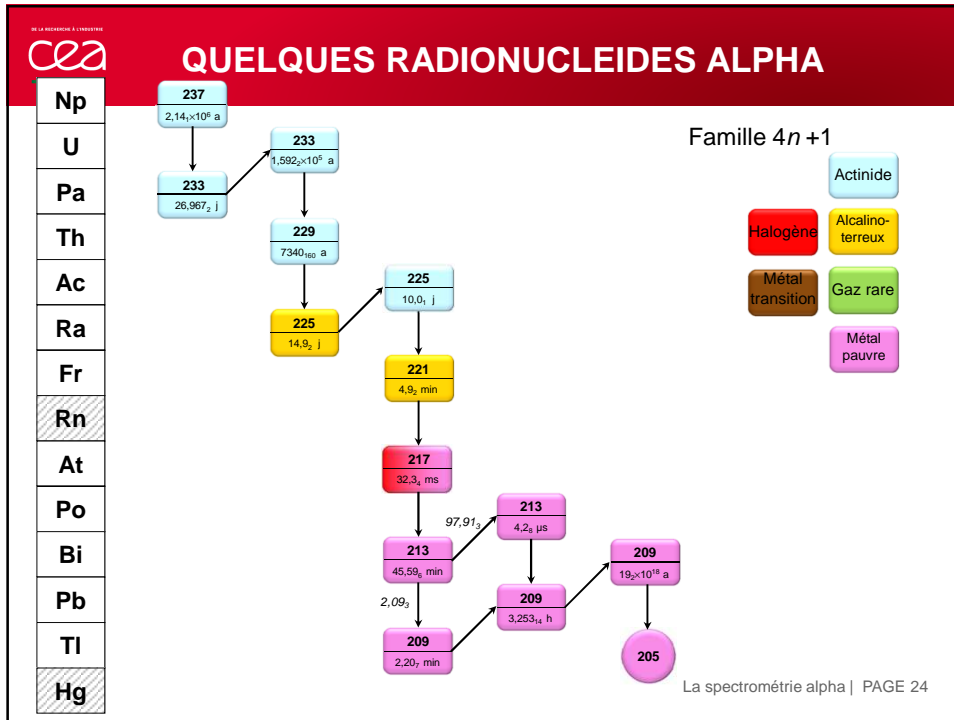 DE LA RECHERCHE À L'INDUSTRIE
cea
QUELQUES RADIONUCLEIDES ALPHA
Np
U
Pa
Th
Ac
Ra
Fr
Rn
At
Po
Bi
Pb
Tl
Hg
237
2,14₁×10⁶ a
233
1,592₂×10⁵ a
233
26,967₂ j
229
7340₁₆₀ a
225
10,0₁ j
225
14,9₂ j
221
4,9₂ min
217
32,3₄ ms
97,91₃
213
4,2₈ µs
213
45,59₆ min
209
19₂×10¹⁸ a
2,09₃
209
3,253₁₄ h
209
2,20₇ min
205
Famille 4n +1
Actinide
Halogène
Alcalino-
terreux
Métal
transition
Gaz rare
Métal
pauvre
La spectrométrie alpha | PAGE 24